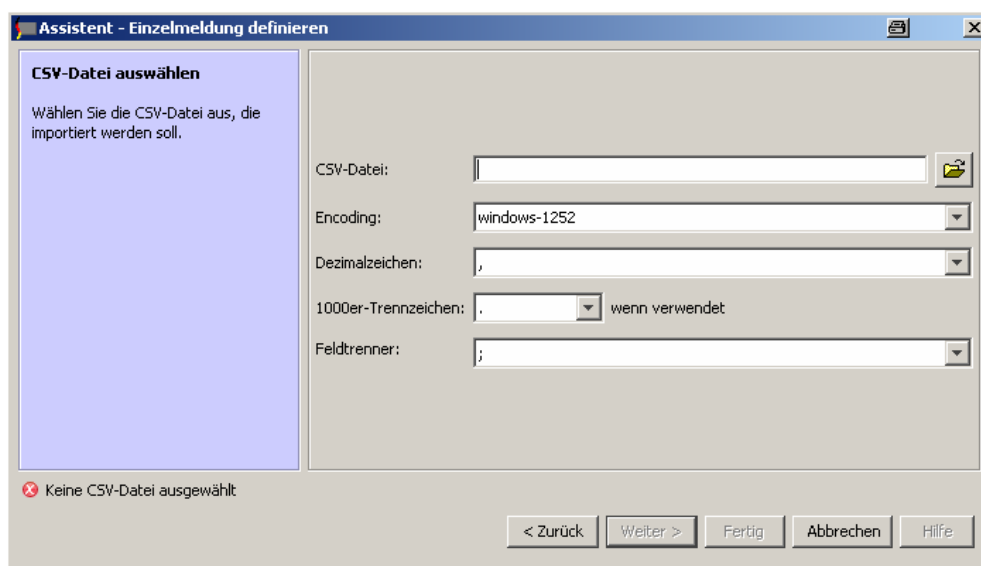 Assistent - Einzelmeldung definieren
CSV-Datei auswählen
Wählen Sie die CSV-Datei aus, die
importiert werden soll.
CSV-Datei:
Encoding: windows-1252
Dezimalzeichen: ,
1000er-Trennzeichen: . wenn verwendet
Feldtrenner: ;
Keine CSV-Datei ausgewählt
< Zurück Weiter > Fertig Abbrechen Hilfe